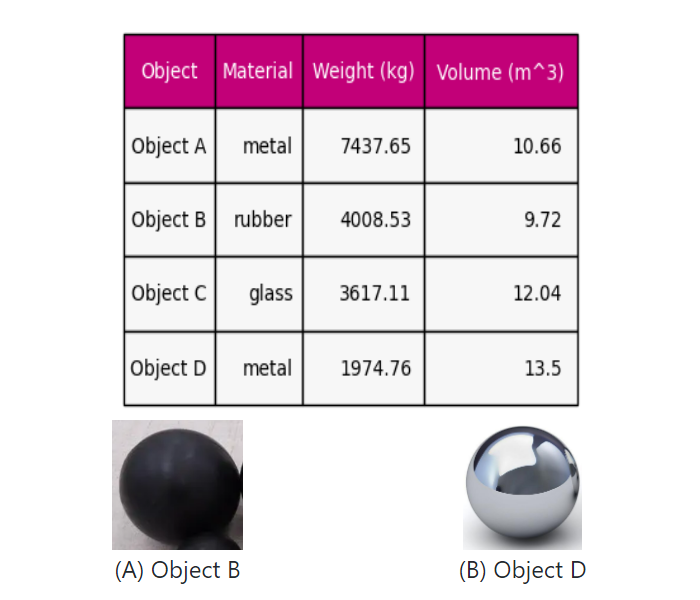 Object Material Weight (kg) Volume (m^3)
Object A metal 7437.65 10.66
Object B rubber 4008.53 9.72
Object C glass 3617.11 12.04
Object D metal 1974.76 13.5
(A) Object B (B) Object D